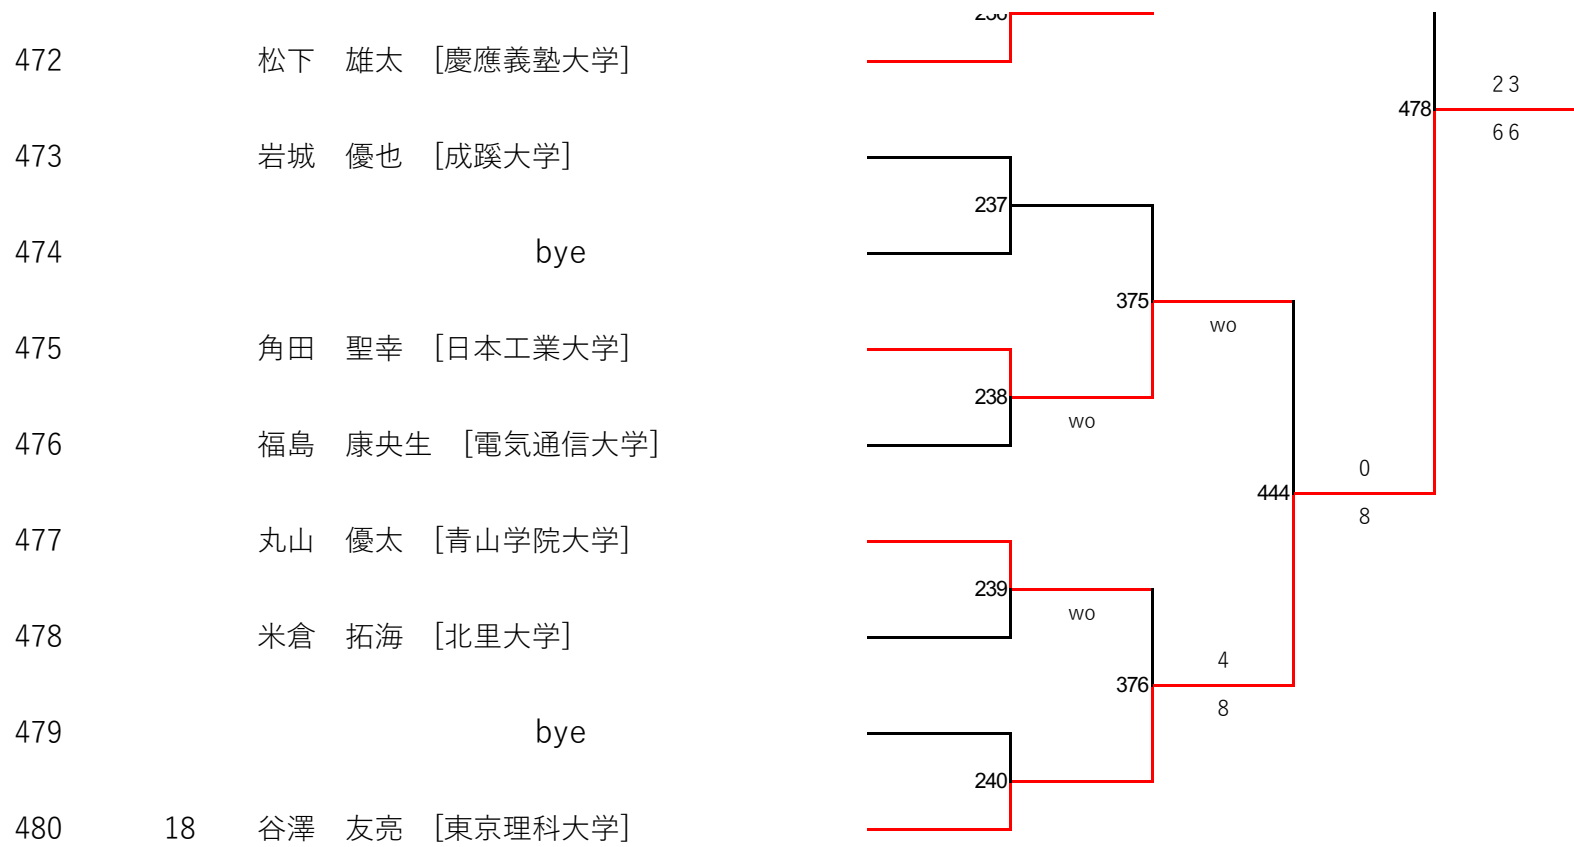 472 松下 雄太 [慶應義塾大学]
2 3
478
6 6
473 岩城 優也 [成蹊大学]
237
474 bye
375
wo
475 角田 聖幸 [日本工業大学]
238
wo
476 福島 康央生 [電気通信大学]
0
444
8
477 丸山 優太 [青山学院大学]
239
wo
478 米倉 拓海 [北里大学]
4
376
8
479 bye
240
480 18 谷澤 友亮 [東京理科大学]